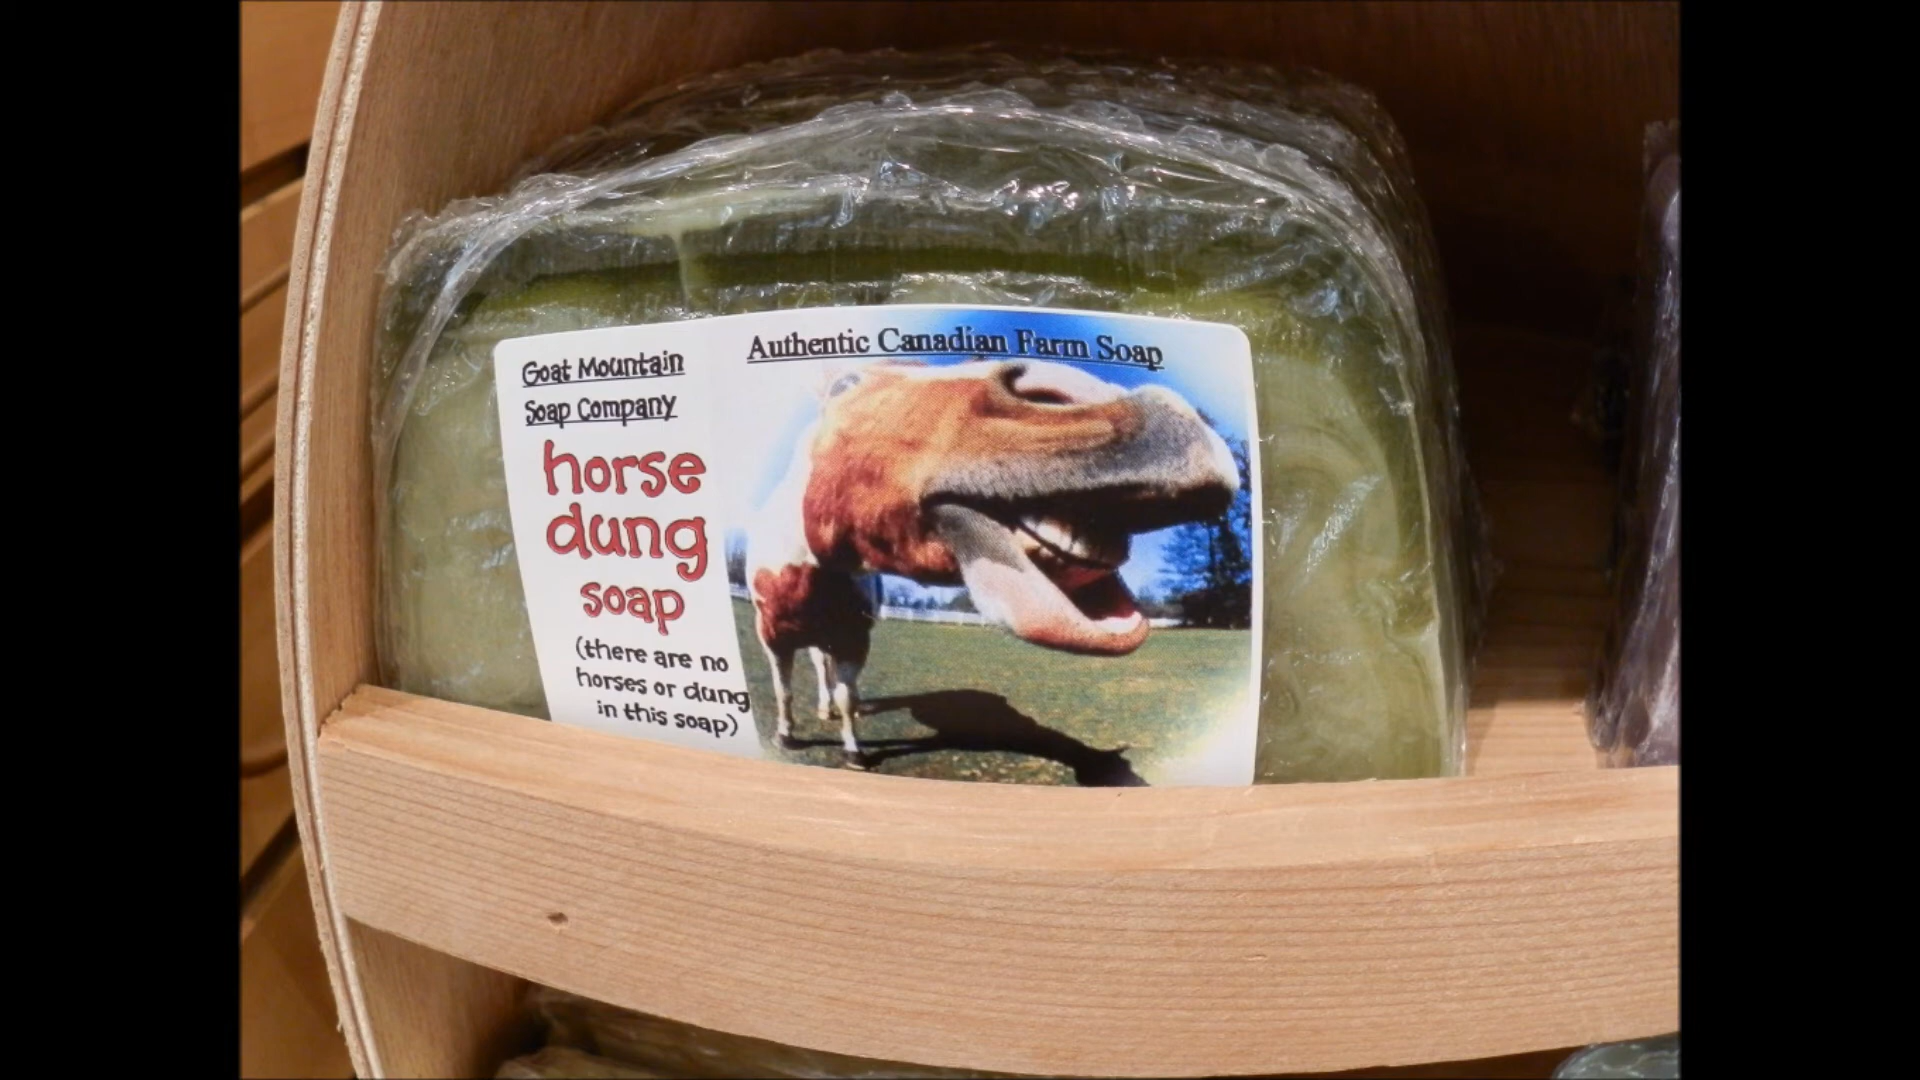 Goat Mountain
Soap Company
Authentic Canadian Farm Soap
horse
dung
soap
(there are no
horses or dung
in this soap)